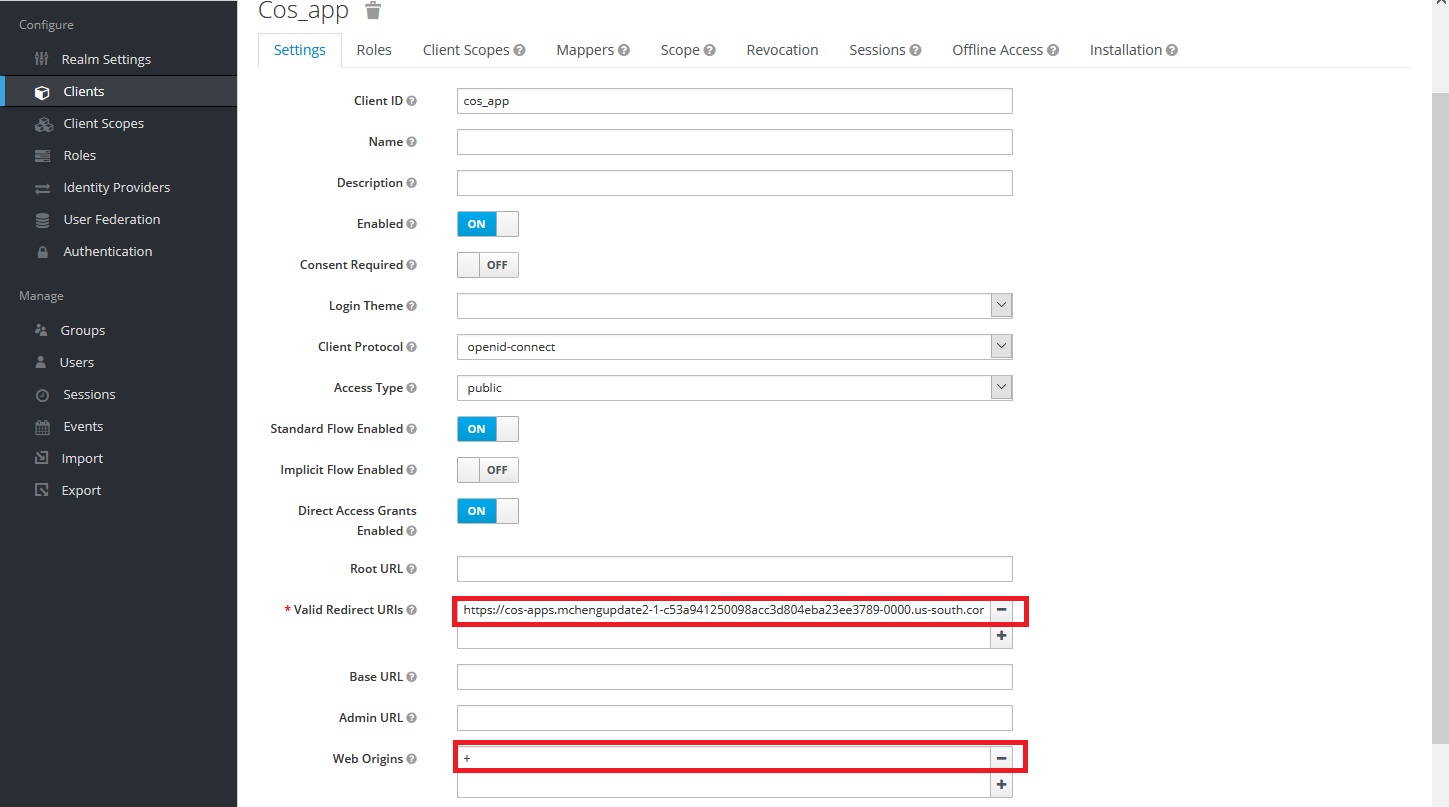 Configure
Realm Settings
Clients
Client Scopes
Roles
Identity Providers
User Federation
Authentication
Manage
Groups
Users
Sessions
Events
Import
Export
Cos_app
Settings Roles Client Scopes Mappers Scope Revocation Sessions Offline Access Installation
Client ID cos_app
Name
Description
Enabled ON
Consent Required OFF
Login Theme
Client Protocol openid-connect
Access Type public
Standard Flow Enabled ON
Implicit Flow Enabled OFF
Direct Access Grants
Enabled ON
Root URL
* Valid Redirect URIs https://cos-apps.mchengupdate2-1-c53a941250098acc3d804eba23ee3789-0000.us-south.cor
Base URL
Admin URL
Web Origins +